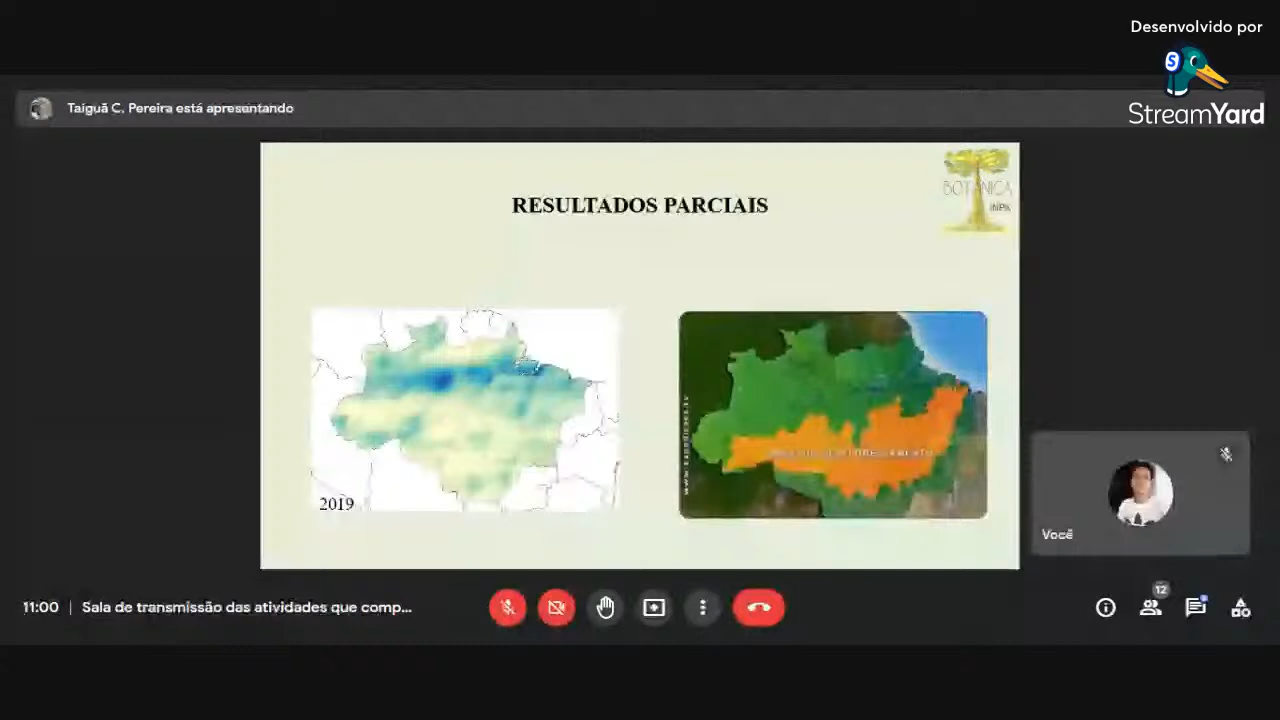 Desenvolvido por
StreamYard
Taiguã C. Pereira está apresentando
BOTÂNICA
INPA
RESULTADOS PARCIAIS
2019
Você
11:00 | Sala de transmissão das atividades que comp...
12